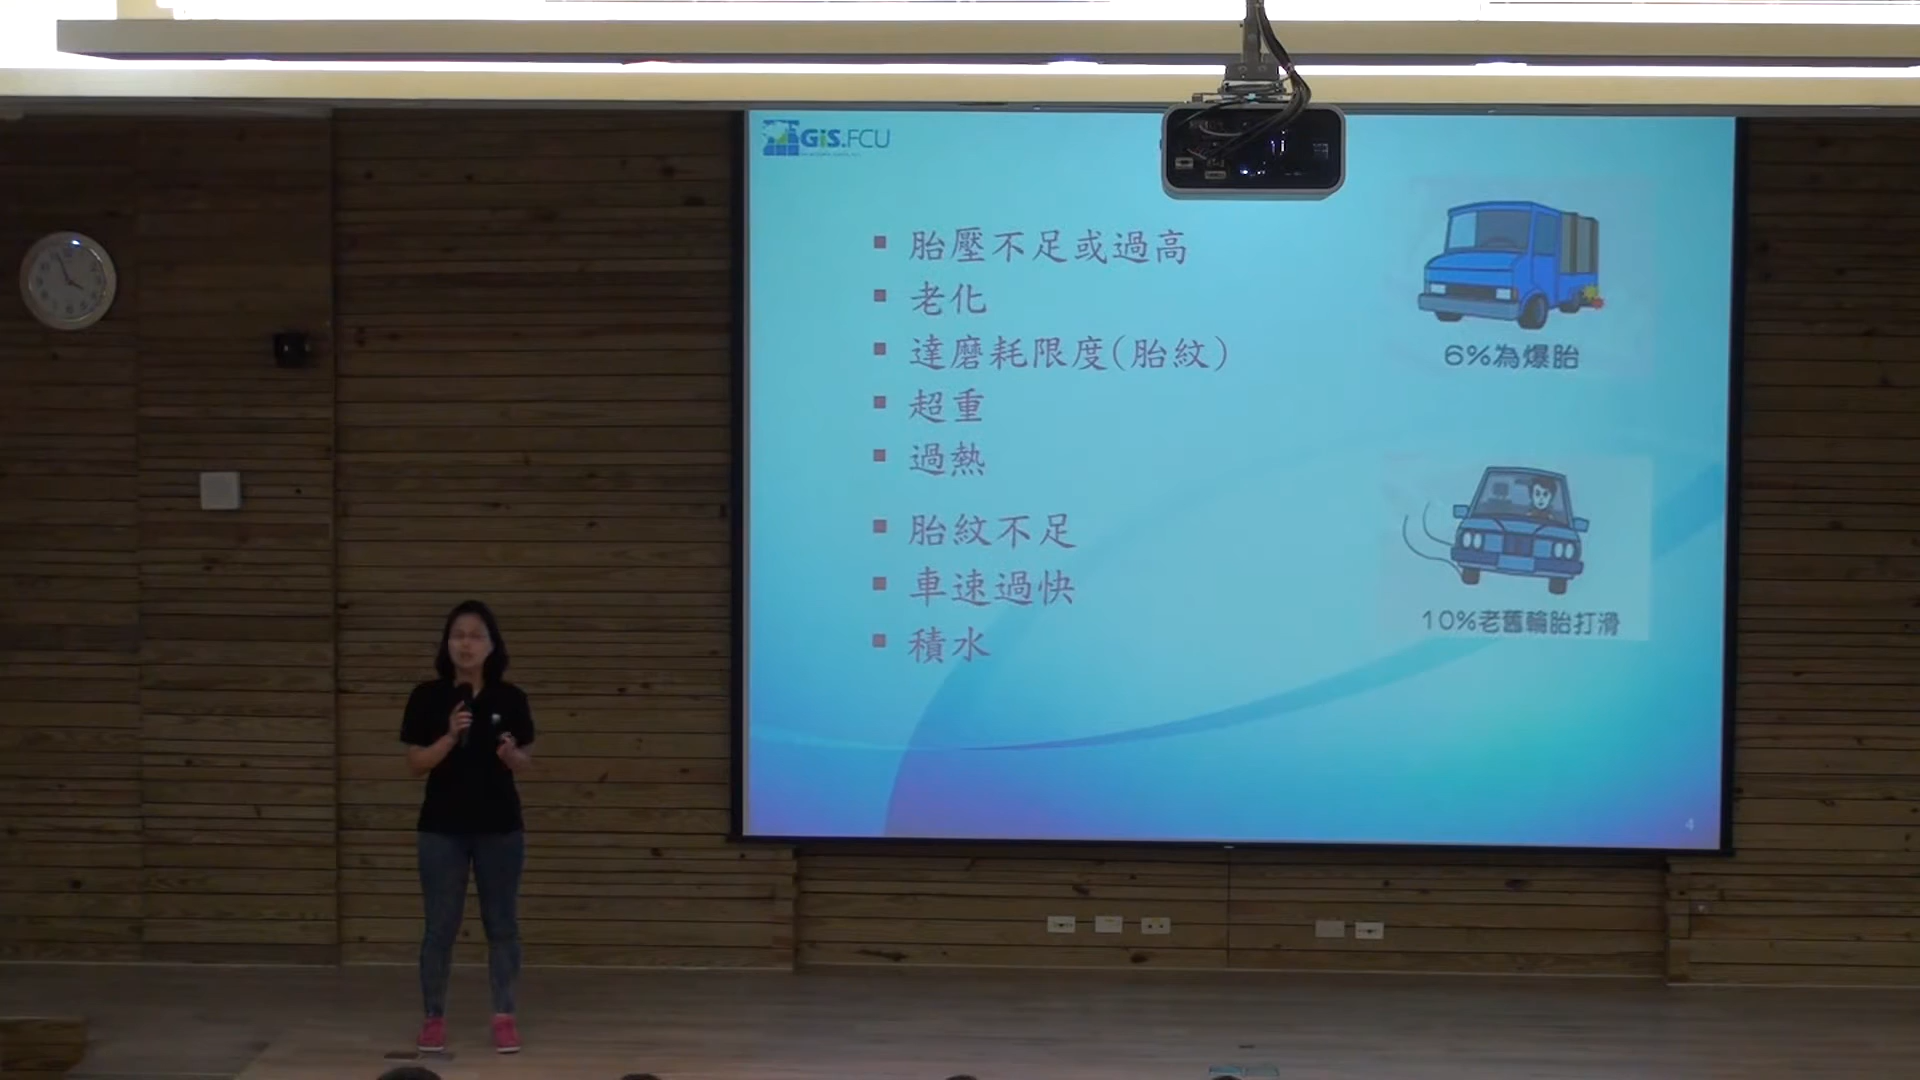 GIS.FCU
胎壓不足或過高
老化
達磨耗限度(胎紋)
超重
過熱
6%為爆胎
胎紋不足
車速過快
積水
10%老舊輪胎打滑
4